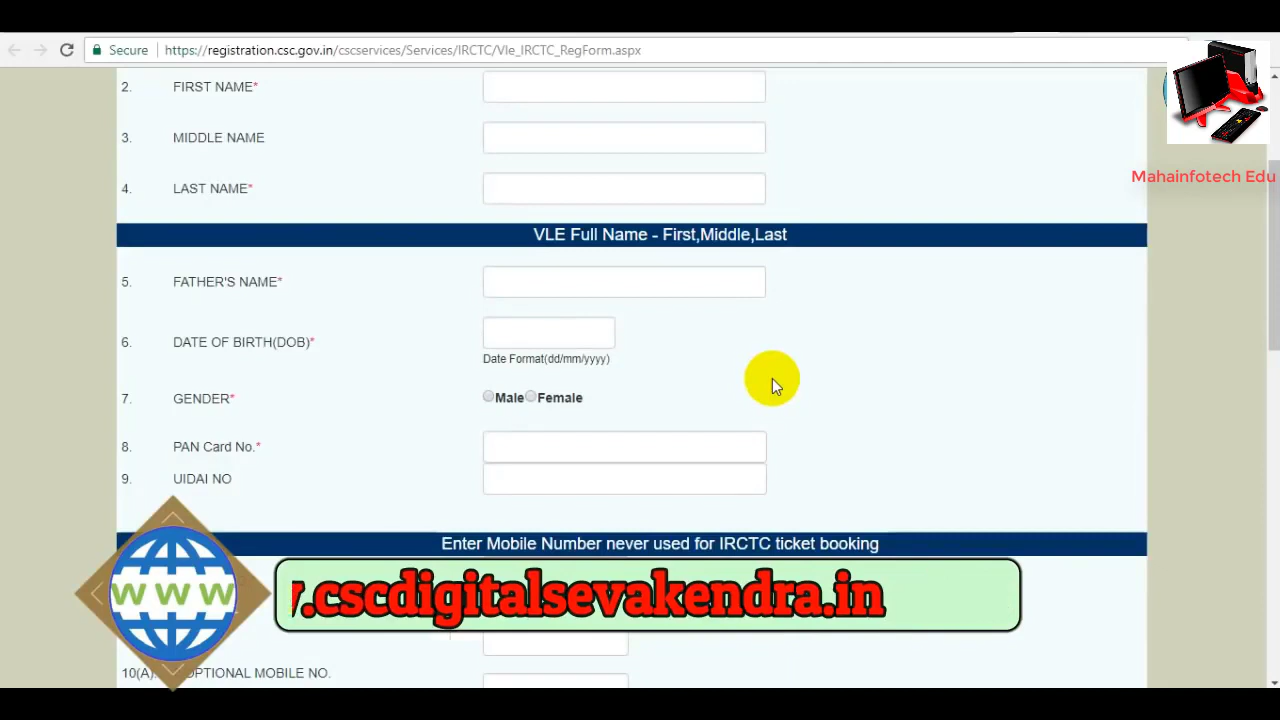 Secure https://registration.csc.gov.in/cscservices/Services/IRCTC/Vle_IRCTC_RegForm.aspx
2. FIRST NAME*
3. MIDDLE NAME
Mahainfotech Edu
4. LAST NAME*
VLE Full Name - First,Middle,Last
5. FATHER'S NAME*
6. DATE OF BIRTH(DOB)*
Date Format(dd/mm/yyyy)
7. GENDER* Male Female
8. PAN Card No.*
9. UIDAI NO
Enter Mobile Number never used for IRCTC ticket booking
WWW
.cscdigitalsevakendra.in
10(A). OPTIONAL MOBILE NO.